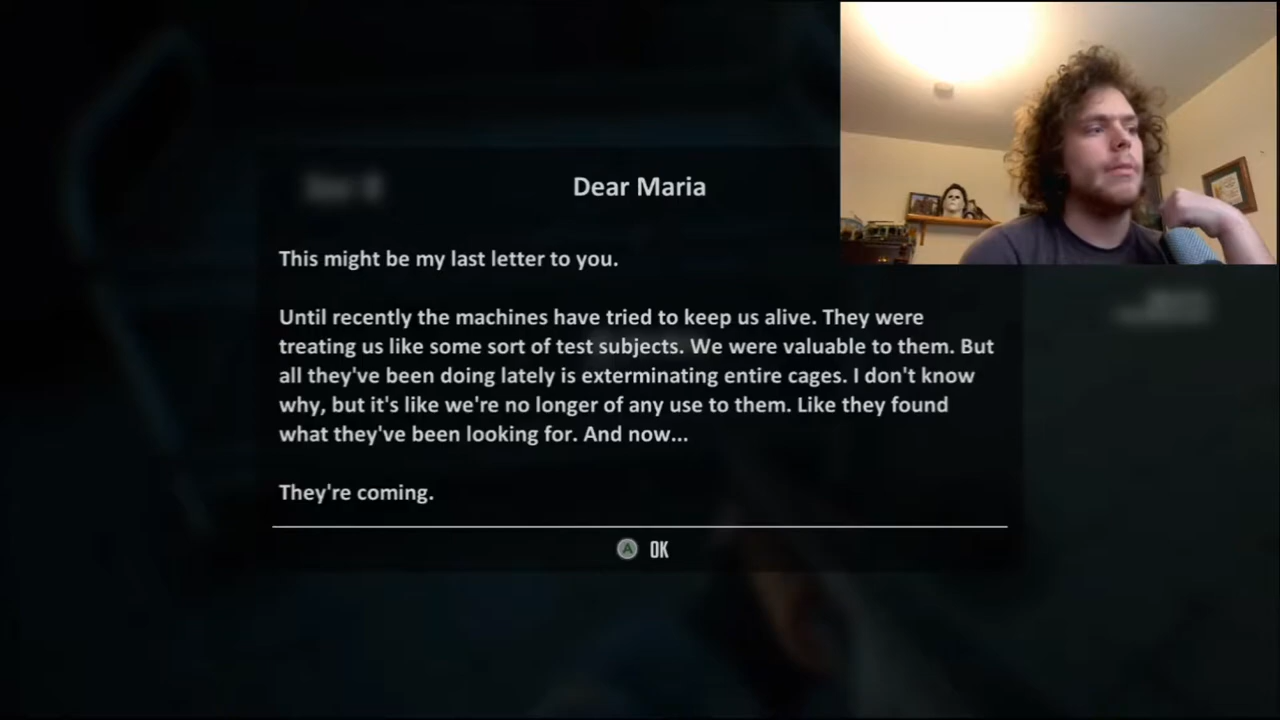 Dear Maria
This might be my last letter to you.
Until recently the machines have tried to keep us alive. They were
treating us like some sort of test subjects. We were valuable to them. But
all they've been doing lately is exterminating entire cages. I don't know
why, but it's like we're no longer of any use to them. Like they found
what they've been looking for. And now...
They're coming.
A OK